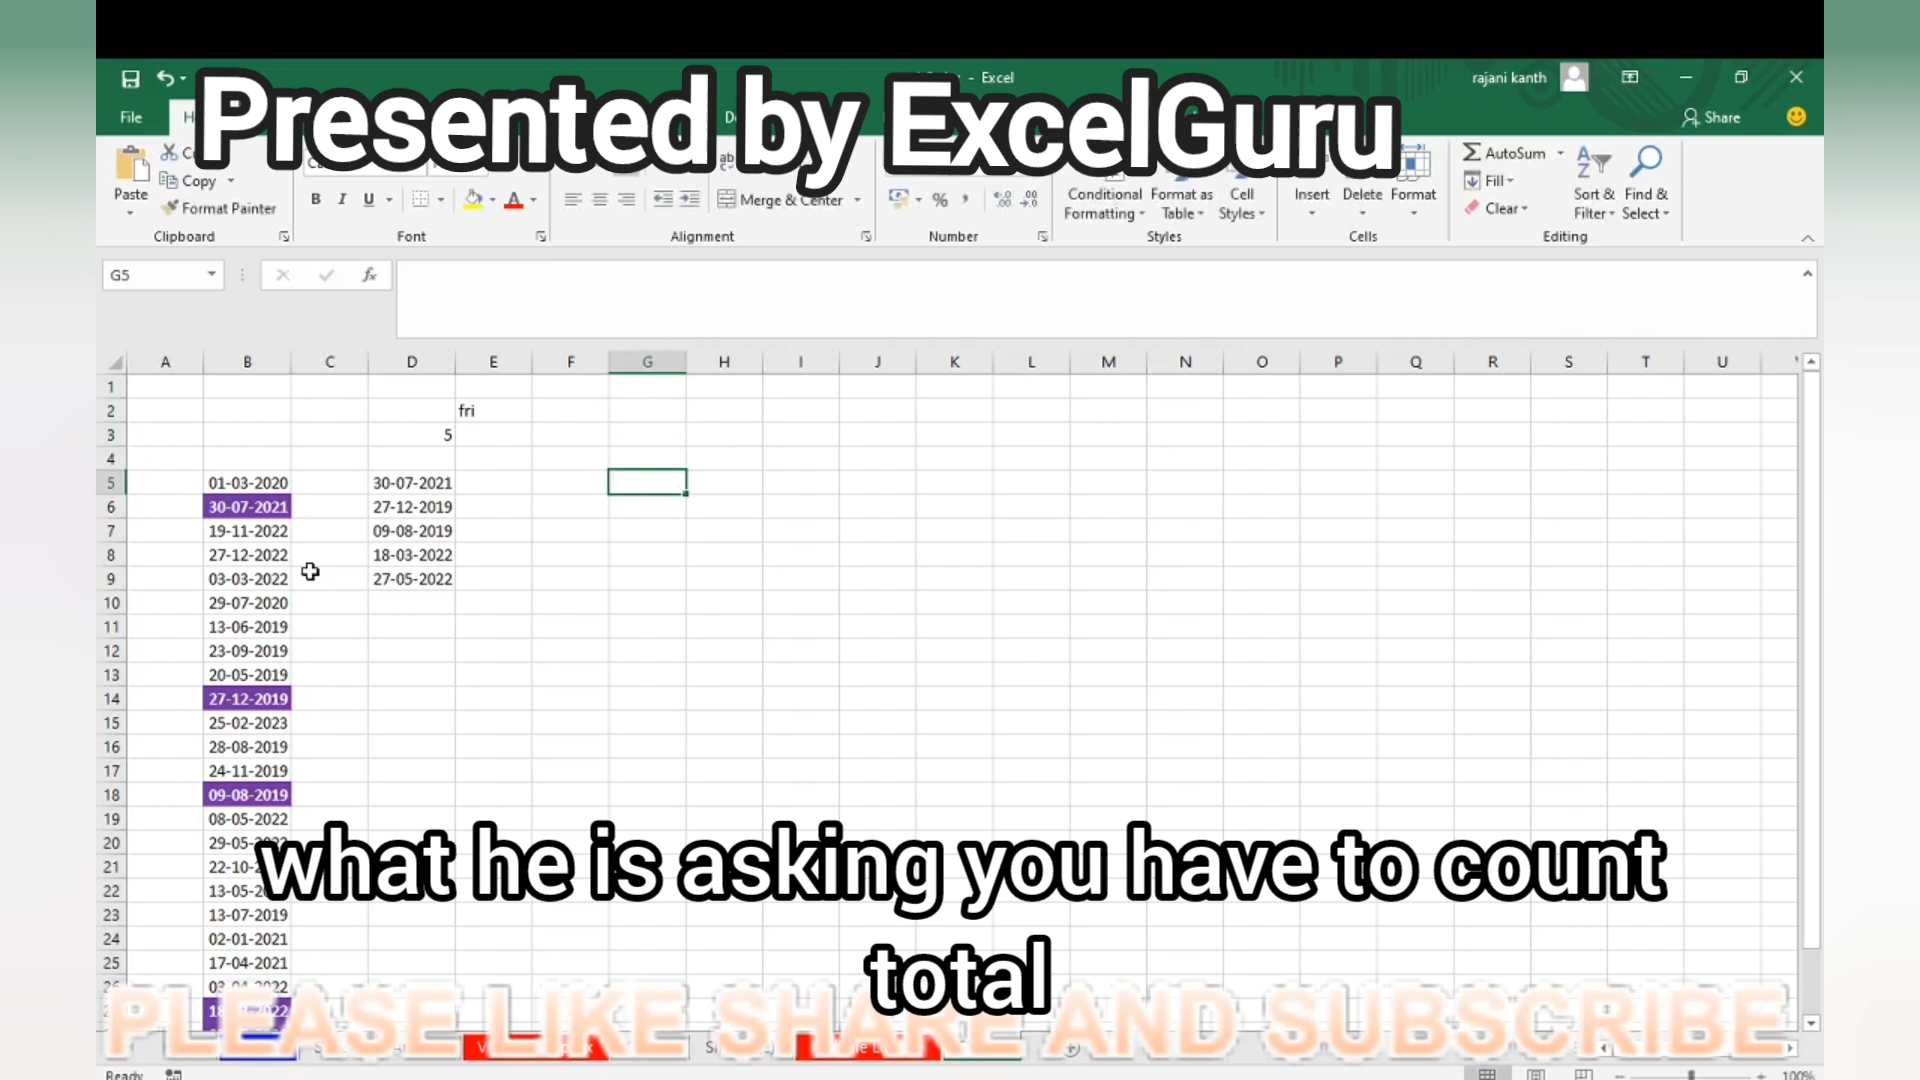 Presented by ExcelGuru
- Excel
rajani kanth
File
Share
Paste
Copy
Format Painter
Clipboard
B I U
Font
Merge & Center
Alignment
%
Number
Conditional Formatting
Format as Table
Cell Styles
Styles
Insert
Delete
Format
Cells
AutoSum
Fill
Clear
Sort & Filter
Find & Select
Editing
G5
fx
A B C D E F G H I J K L M N O P Q R S T U
1
2 fri
3 5
4
5 01-03-2020 30-07-2021
6 30-07-2021 27-12-2019
7 19-11-2022 09-08-2019
8 27-12-2022 18-03-2022
9 03-03-2022 27-05-2022
10 29-07-2020
11 13-06-2019
12 23-09-2019
13 20-05-2019
14 27-12-2019
15 25-02-2023
16 28-08-2019
17 24-11-2019
18 09-08-2019
19 08-05-2022
20
21
22
23 13-07-2019
24 02-01-2021
25 17-04-2021
what he is asking you have to count
total
PLEASE LIKE SHARE AND SUBSCRIBE
Ready
100%